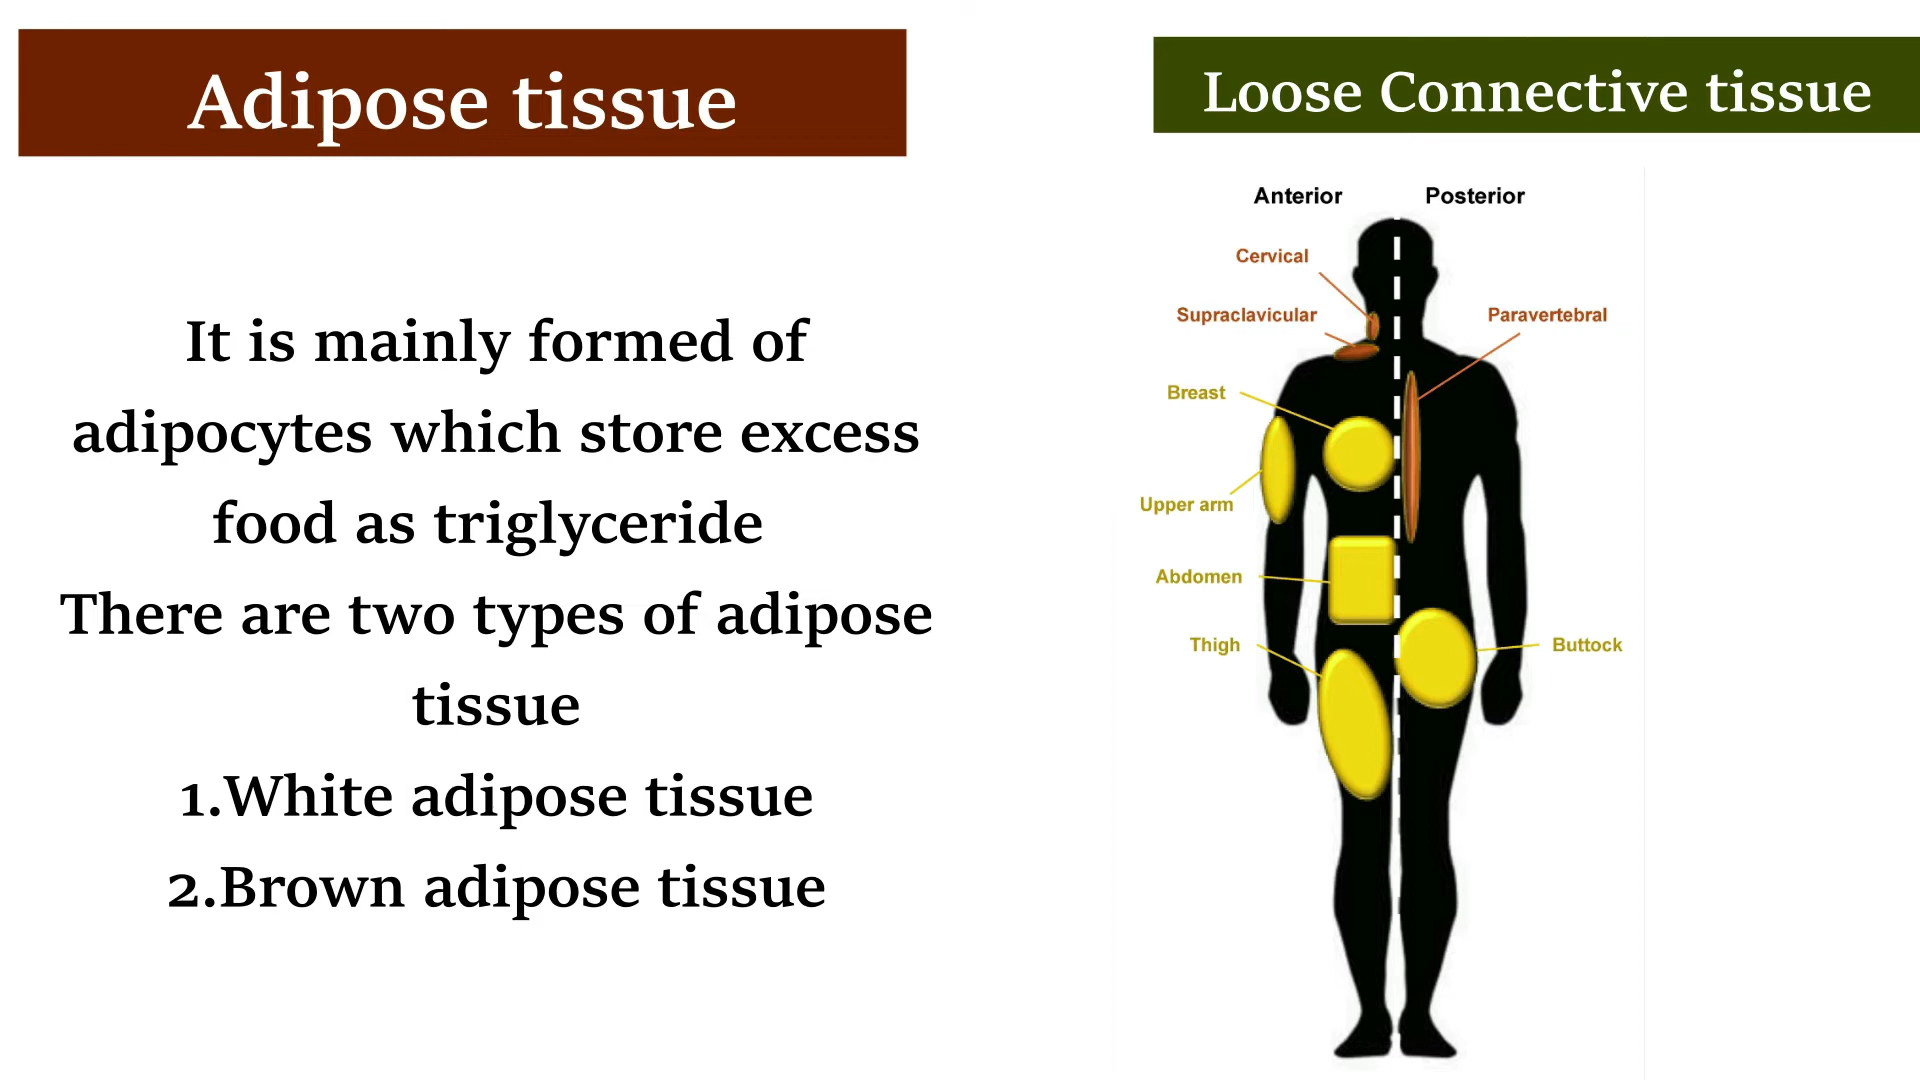 Adipose tissue
Loose Connective tissue
It is mainly formed of
adipocytes which store excess
food as triglyceride
There are two types of adipose
tissue
1.White adipose tissue
2.Brown adipose tissue
Anterior
Posterior
Cervical
Supraclavicular
Paravertebral
Breast
Upper arm
Abdomen
Thigh
Buttock